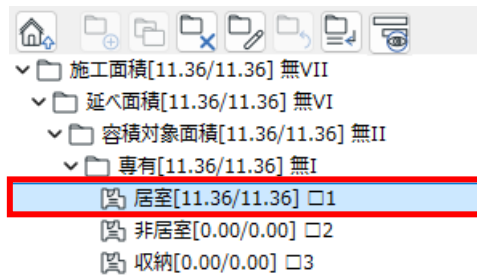 施工面積[11.36/11.36] 無VII
延べ面積[11.36/11.36] 無VI
容積対象面積[11.36/11.36] 無II
専有[11.36/11.36] 無I
居室[11.36/11.36] □1
非居室[0.00/0.00] □2
収納[0.00/0.00] □3